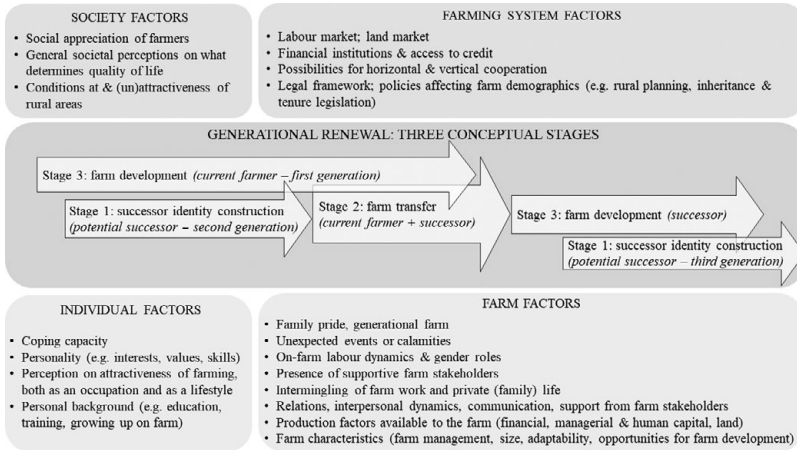 SOCIETY FACTORS
• Social appreciation of farmers
• General societal perceptions on what
determines quality of life
• Conditions at & (un)attractiveness of
rural areas
FARMING SYSTEM FACTORS
• Labour market; land market
• Financial institutions & access to credit
• Possibilities for horizontal & vertical cooperation
• Legal framework; policies affecting farm demographics (e.g. rural planning, inheritance &
tenure legislation)
GENERATIONAL RENEWAL: THREE CONCEPTUAL STAGES
Stage 3: farm development (current farmer – first generation)
Stage 1: successor identity construction
(potential successor – second generation)
Stage 2: farm transfer
(current farmer + successor)
Stage 3: farm development (successor)
Stage 1: successor identity construction
(potential successor – third generation)
INDIVIDUAL FACTORS
• Coping capacity
• Personality (e.g. interests, values, skills)
• Perception on attractiveness of farming,
both as an occupation and as a lifestyle
• Personal background (e.g. education,
training, growing up on farm)
FARM FACTORS
• Family pride, generational farm
• Unexpected events or calamities
• On-farm labour dynamics & gender roles
• Presence of supportive farm stakeholders
• Intermingling of farm work and private (family) life
• Relations, interpersonal dynamics, communication, support from farm stakeholders
• Production factors available to the farm (financial, managerial & human capital, land)
• Farm characteristics (farm management, size, adaptability, opportunities for farm development)